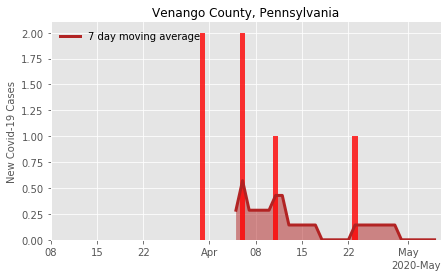 Venango County, Pennsylvania
7 day moving average
New Covid-19 Cases
2.00
1.75
1.50
1.25
1.00
0.75
0.50
0.25
0.00
08 15 22 Apr 08 15 22 May
2020-May